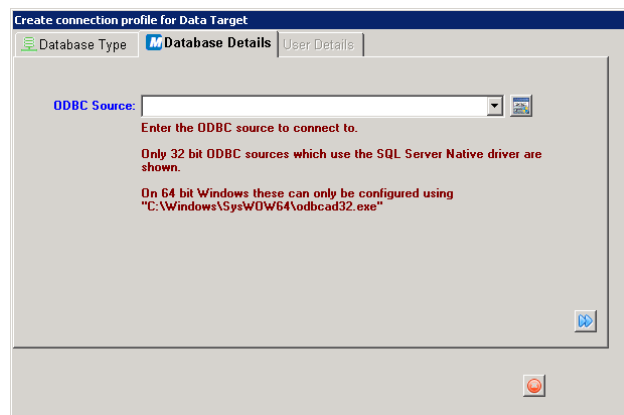 Create connection profile for Data Target
Database Type
Database Details
User Details
ODBC Source:
Enter the ODBC source to connect to.
Only 32 bit ODBC sources which use the SQL Server Native driver are
shown.
On 64 bit Windows these can only be configured using
"C:\Windows\SysWOW64\odbcad32.exe"